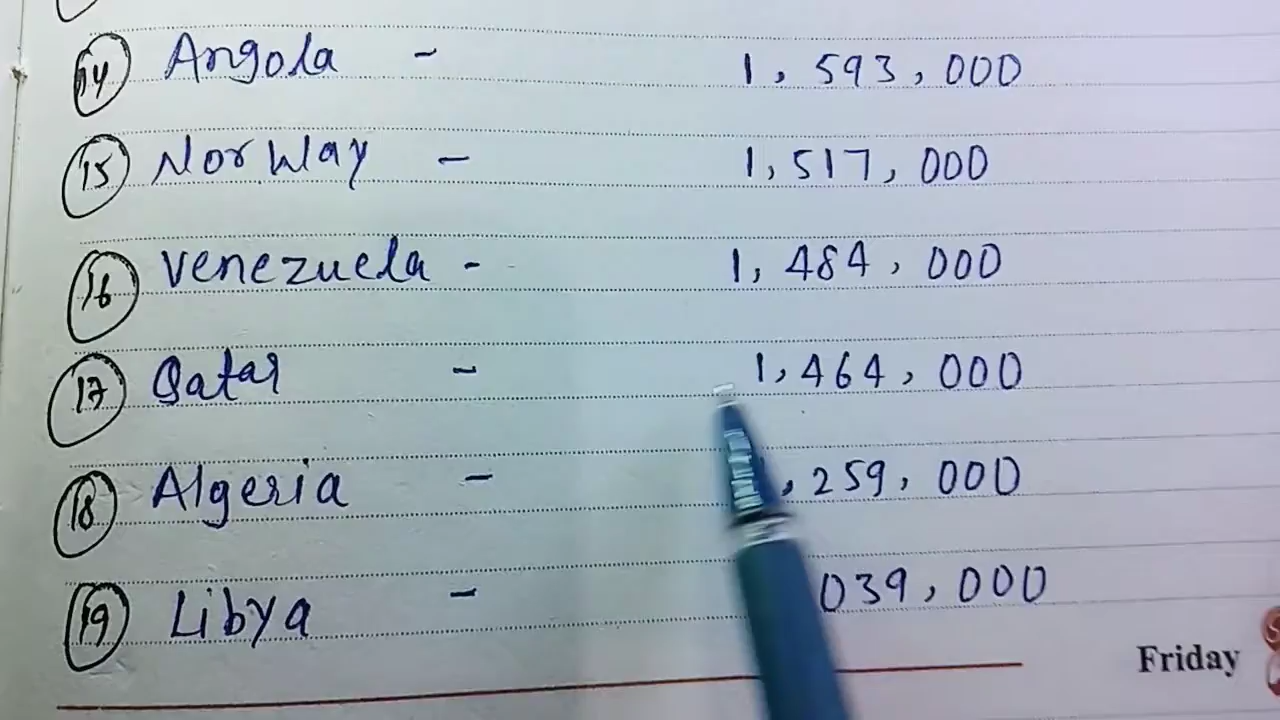 14 Angola - 1,593,000
15 Norway - 1,517,000
16 Venezuela - 1,484,000
17 Qatar - 1,464,000
18 Algeria - ,259,000
19 Libya - 039,000
Friday